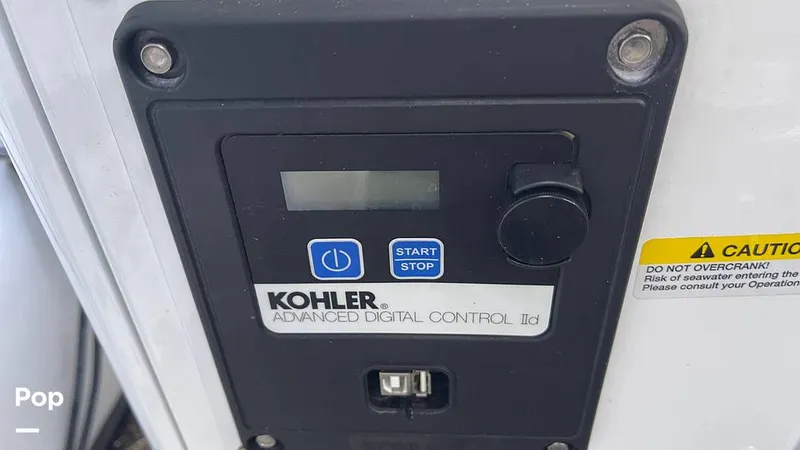 START
STOP
KOHLER®
ADVANCED DIGITAL CONTROL IId
CAUTIO
DO NOT OVERCRANK!
Risk of seawater entering the
Please consult your Operation
Pop